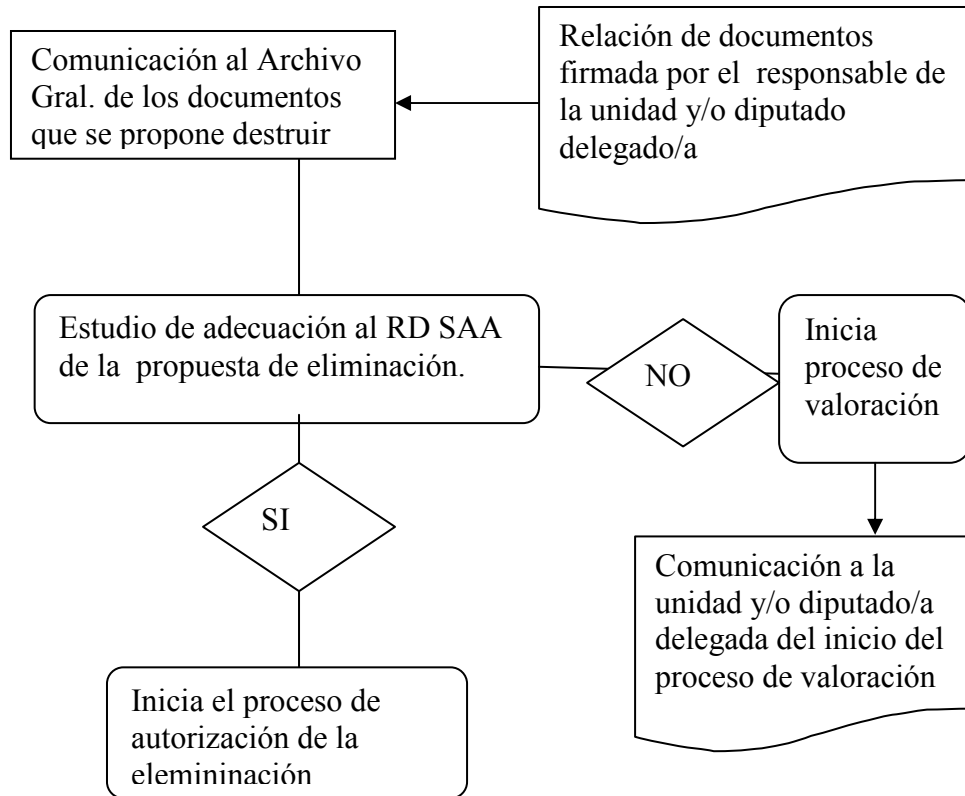 Comunicación al Archivo
Gral. de los documentos
que se propone destruir
Relación de documentos
firmada por el responsable de
la unidad y/o diputado
delegado/a
Estudio de adecuación al RD SAA
de la propuesta de eliminación.
NO
Inicia
proceso de
valoración
SI
Comunicación a la
unidad y/o diputado/a
delegada del inicio del
proceso de valoración
Inicia el proceso de
autorización de la
elemininación